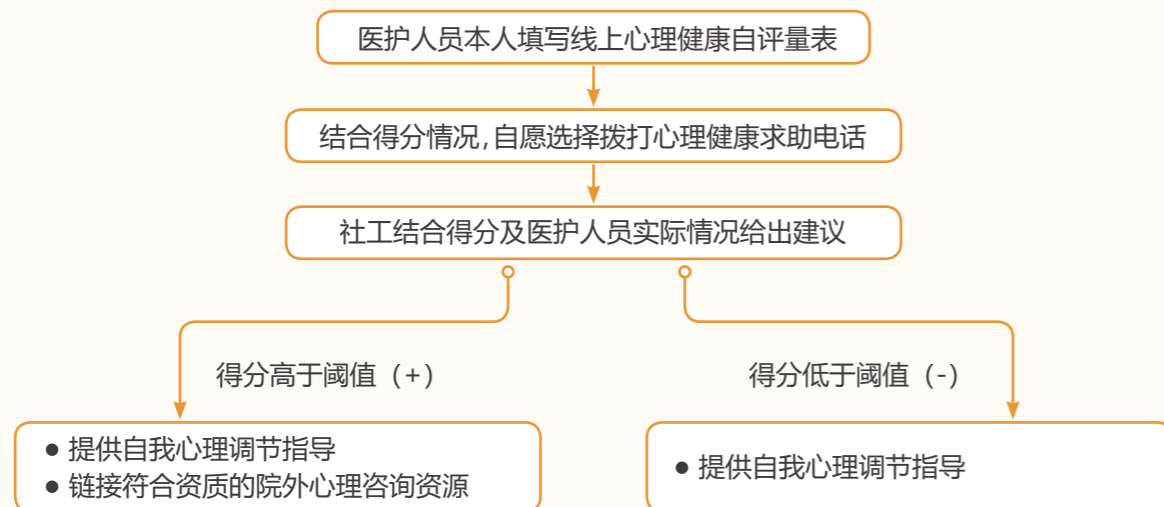 医护人员本人填写线上心理健康自评量表
结合得分情况,自愿选择拨打心理健康求助电话
社工结合得分及医护人员实际情况给出建议
得分高于阈值（+）
得分低于阈值（-）
● 提供自我心理调节指导
● 链接符合资质的院外心理咨询资源
● 提供自我心理调节指导